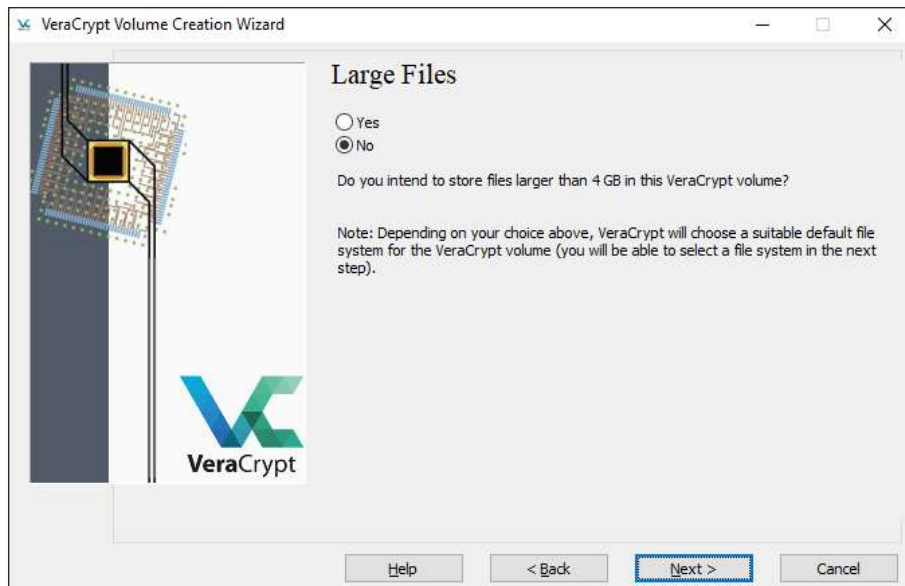 VeraCrypt Volume Creation Wizard
Large Files
Yes
No
Do you intend to store files larger than 4 GB in this VeraCrypt volume?
Note: Depending on your choice above, VeraCrypt will choose a suitable default file
system for the VeraCrypt volume (you will be able to select a file system in the next
step).
VeraCrypt
Help
< Back
Next >
Cancel